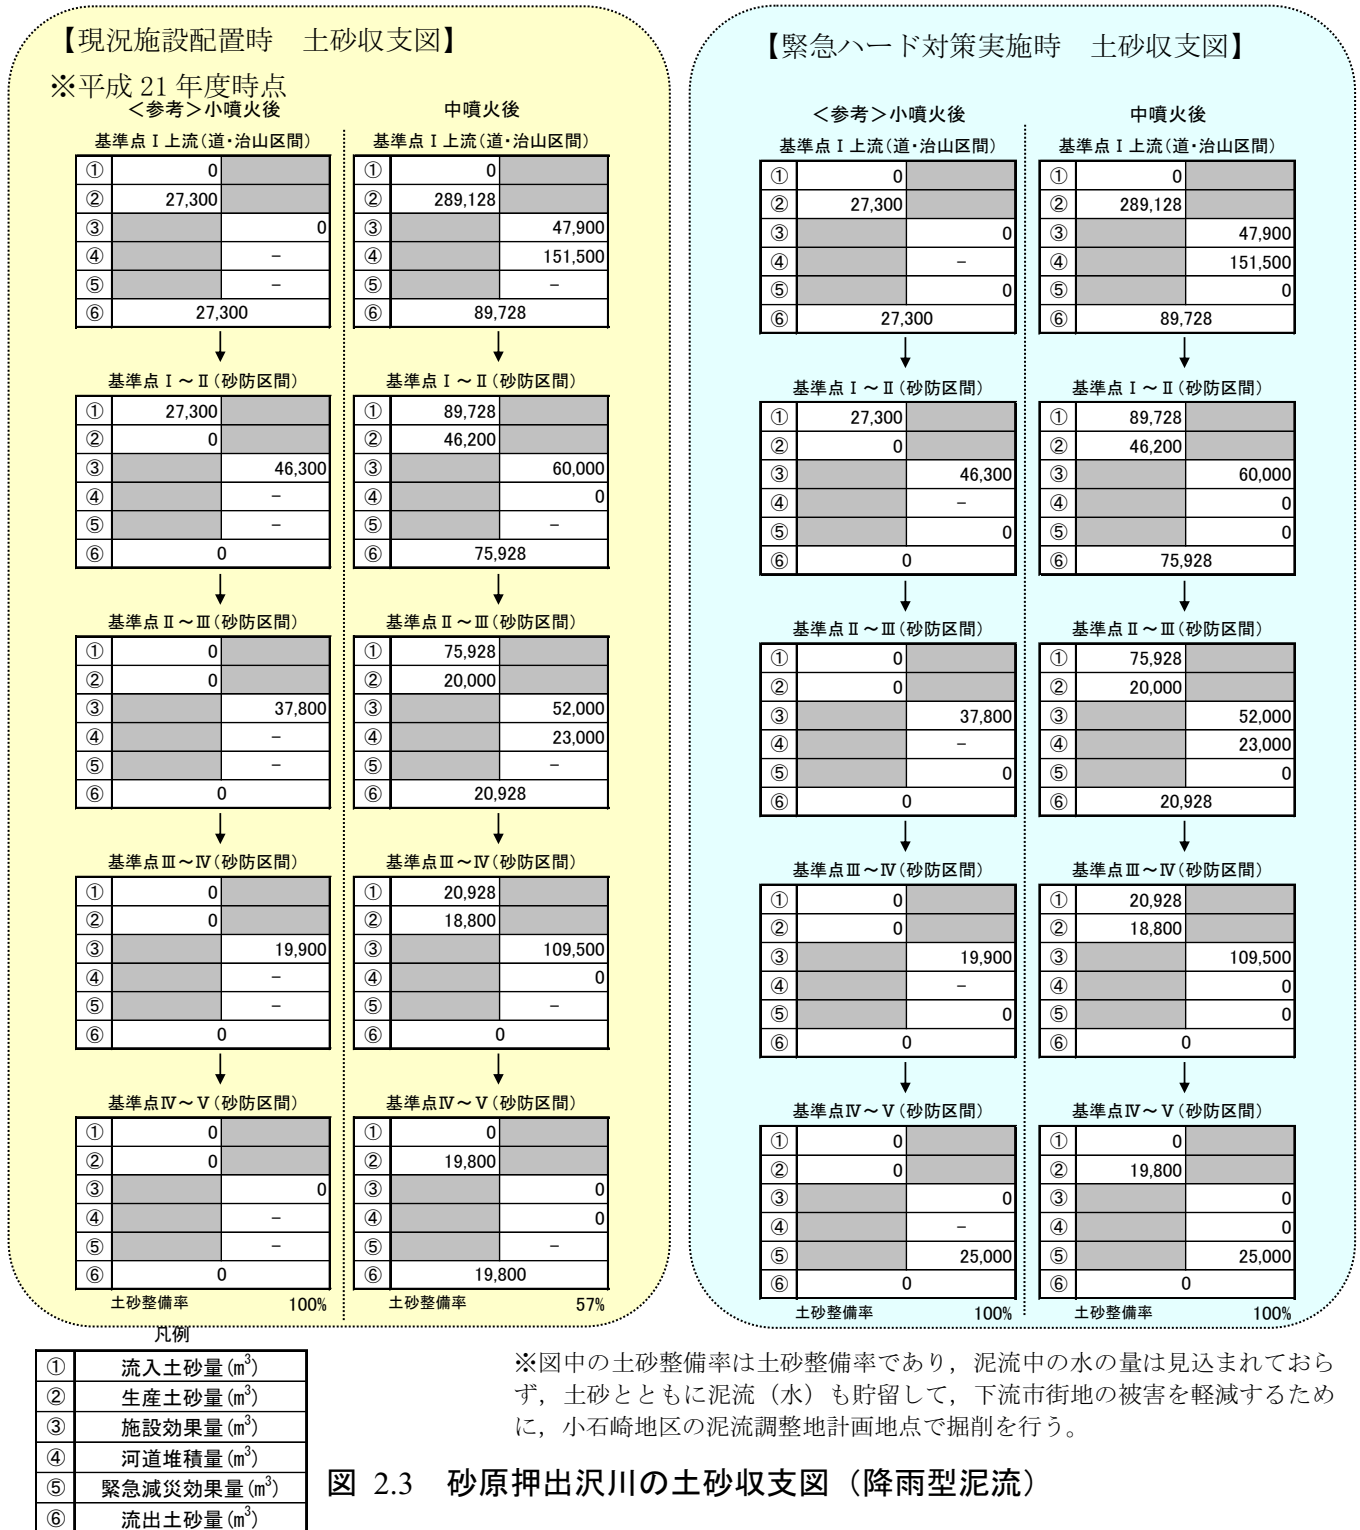 【現況施設配置時　土砂収支図】
※平成 21 年度時点
＜参考＞小噴火後
基準点Ⅰ上流(道・治山区間)
① 0
② 27,300
③ 0
④ −
⑤ −
⑥ 27,300
基準点Ⅰ～Ⅱ(砂防区間)
① 27,300
② 0
③ 46,300
④ −
⑤ −
⑥ 0
基準点Ⅱ～Ⅲ(砂防区間)
① 0
② 0
③ 37,800
④ −
⑤ −
⑥ 0
基準点Ⅲ～Ⅳ(砂防区間)
① 0
② 0
③ 19,900
④ −
⑤ −
⑥ 0
基準点Ⅳ～Ⅴ(砂防区間)
① 0
② 0
③ 0
④ −
⑤ −
⑥ 0
土砂整備率 100%
中噴火後
基準点Ⅰ上流(道・治山区間)
① 0
② 289,128
③ 47,900
④ 151,500
⑤ −
⑥ 89,728
基準点Ⅰ～Ⅱ(砂防区間)
① 89,728
② 46,200
③ 60,000
④ 0
⑤ −
⑥ 75,928
基準点Ⅱ～Ⅲ(砂防区間)
① 75,928
② 20,000
③ 52,000
④ 23,000
⑤ −
⑥ 20,928
基準点Ⅲ～Ⅳ(砂防区間)
① 20,928
② 18,800
③ 109,500
④ 0
⑤ −
⑥ 0
基準点Ⅳ～Ⅴ(砂防区間)
① 0
② 19,800
③ 0
④ 0
⑤ −
⑥ 19,800
土砂整備率 57%
【緊急ハード対策実施時　土砂収支図】
＜参考＞小噴火後
基準点Ⅰ上流(道・治山区間)
① 0
② 27,300
③ 0
④ −
⑤ 0
⑥ 27,300
基準点Ⅰ～Ⅱ(砂防区間)
① 27,300
② 0
③ 46,300
④ −
⑤ 0
⑥ 0
基準点Ⅱ～Ⅲ(砂防区間)
① 0
② 0
③ 37,800
④ −
⑤ 0
⑥ 0
基準点Ⅲ～Ⅳ(砂防区間)
① 0
② 0
③ 19,900
④ −
⑤ 0
⑥ 0
基準点Ⅳ～Ⅴ(砂防区間)
① 0
② 0
③ 0
④ −
⑤ 25,000
⑥ 0
土砂整備率 100%
中噴火後
基準点Ⅰ上流(道・治山区間)
① 0
② 289,128
③ 47,900
④ 151,500
⑤ 0
⑥ 89,728
基準点Ⅰ～Ⅱ(砂防区間)
① 89,728
② 46,200
③ 60,000
④ 0
⑤ 0
⑥ 75,928
基準点Ⅱ～Ⅲ(砂防区間)
① 75,928
② 20,000
③ 52,000
④ 23,000
⑤ 0
⑥ 20,928
基準点Ⅲ～Ⅳ(砂防区間)
① 20,928
② 18,800
③ 109,500
④ 0
⑤ 0
⑥ 0
基準点Ⅳ～Ⅴ(砂防区間)
① 0
② 19,800
③ 0
④ 0
⑤ 25,000
⑥ 0
土砂整備率 100%
凡例
① 流入土砂量(m³)
② 生産土砂量(m³)
③ 施設効果量(m³)
④ 河道堆積量(m³)
⑤ 緊急減災効果量(m³)
⑥ 流出土砂量(m³)
※図中の土砂整備率は土砂整備率であり，泥流中の水の量は見込まれておら
ず，土砂とともに泥流（水）も貯留して，下流市街地の被害を軽減するため
に，小石崎地区の泥流調整地計画地点で掘削を行う。
図 2.3　砂原押出沢川の土砂収支図（降雨型泥流）